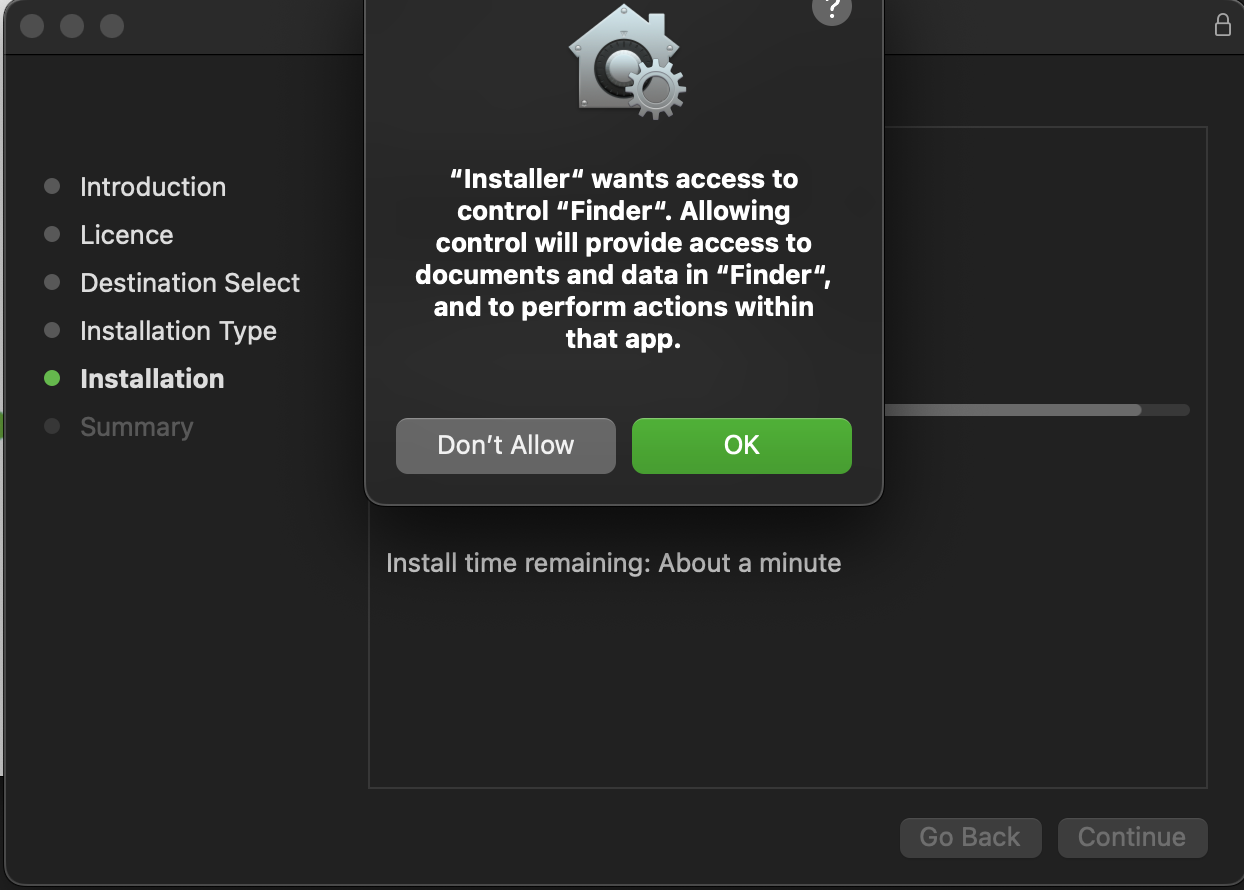 ?
“Installer“ wants access to
control “Finder“. Allowing
control will provide access to
documents and data in “Finder“,
and to perform actions within
that app.
Don’t Allow
OK
Introduction
Licence
Destination Select
Installation Type
Installation
Summary
Install time remaining: About a minute
Go Back
Continue